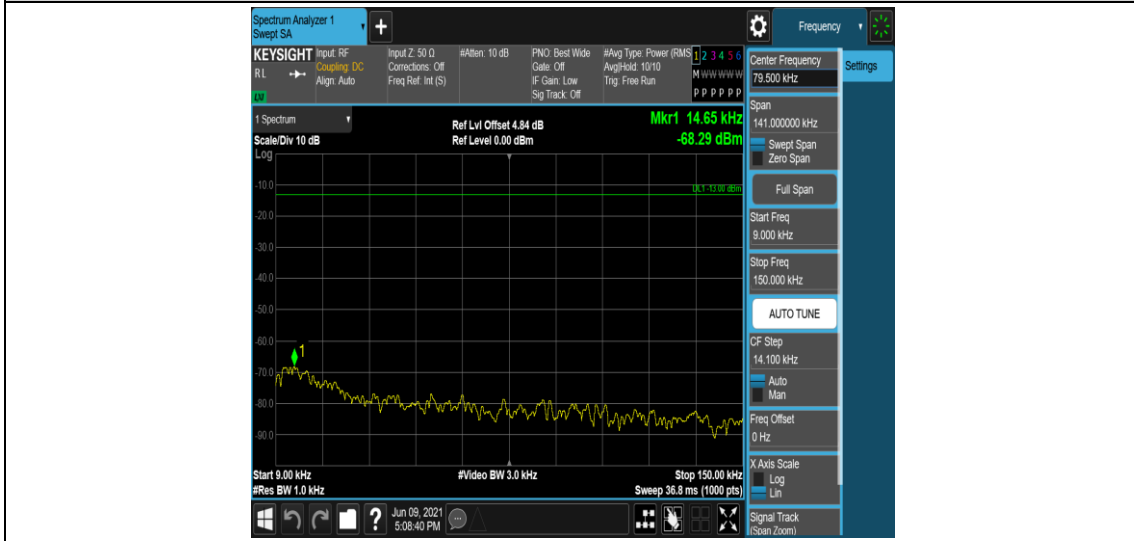 Spectrum Analyzer 1
Swept SA
+
Frequency
KEYSIGHT
RL
LNI
Input: RF
Coupling: DC
Align: Auto
Input Z: 50 Ω
Corrections: Off
Freq Ref: Int (S)
#Atten: 10 dB
PNO: Best Wide
Gate: Off
IF Gain: Low
Sig Track: Off
#Avg Type: Power (RMS
Avg|Hold: 10/10
Trig: Free Run
1 2 3 4 5 6
M W W W W W
P P P P P P
1 Spectrum
Scale/Div 10 dB
Log
Ref Lvl Offset 4.84 dB
Ref Level 0.00 dBm
Mkr1 14.65 kHz
-68.29 dBm
DL1 -13.00 dBm
-10.0
-20.0
-30.0
-40.0
-50.0
-60.0
-70.0
-80.0
-90.0
1
Start 9.00 kHz
#Res BW 1.0 kHz
#Video BW 3.0 kHz
Stop 150.00 kHz
Sweep 36.8 ms (1000 pts)
?
Jun 09, 2021
5:08:40 PM
Center Frequency
79.500 kHz
Span
141.000000 kHz
Swept Span
Zero Span
Full Span
Start Freq
9.000 kHz
Stop Freq
150.000 kHz
AUTO TUNE
CF Step
14.100 kHz
Auto
Man
Freq Offset
0 Hz
X Axis Scale
Log
Lin
Signal Track
(Span Zoom)
Settings